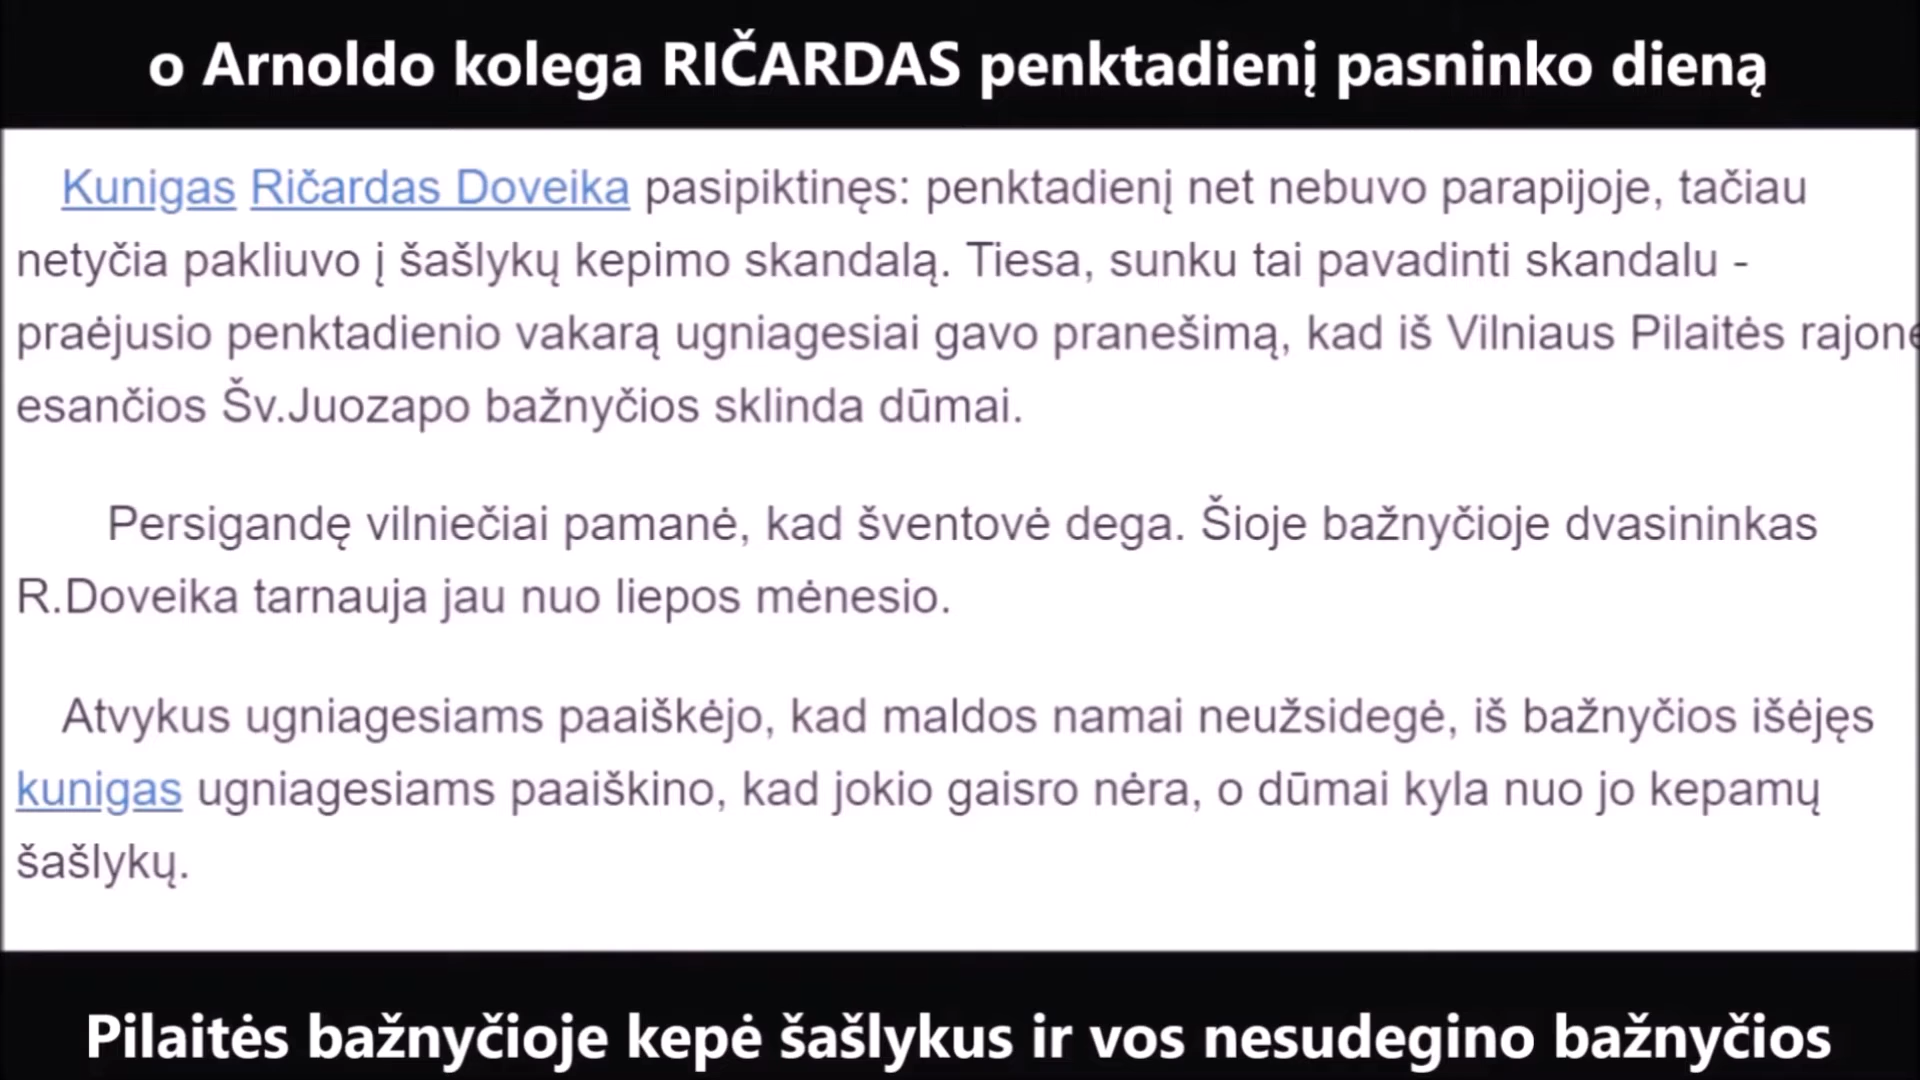 o Arnoldo kolega RIČARDAS penktadienį pasninko dieną
Kunigas Ričardas Doveika pasipiktinęs: penktadienį net nebuvo parapijoje, tačiau
netyčia pakliuvo į šašlykų kepimo skandalą. Tiesa, sunku tai pavadinti skandalu -
praėjusio penktadienio vakarą ugniagesiai gavo pranešimą, kad iš Vilniaus Pilaitės rajone
esančios Šv.Juozapo bažnyčios sklinda dūmai.
Persigandę vilniečiai pamanė, kad šventovė dega. Šioje bažnyčioje dvasininkas
R.Doveika tarnauja jau nuo liepos mėnesio.
Atvykus ugniagesiams paaiškėjo, kad maldos namai neužsidegė, iš bažnyčios išėjęs
kunigas ugniagesiams paaiškino, kad jokio gaisro nėra, o dūmai kyla nuo jo kepamų
šašlykų.
Pilaitės bažnyčioje kepė šašlykus ir vos nesudegino bažnyčios